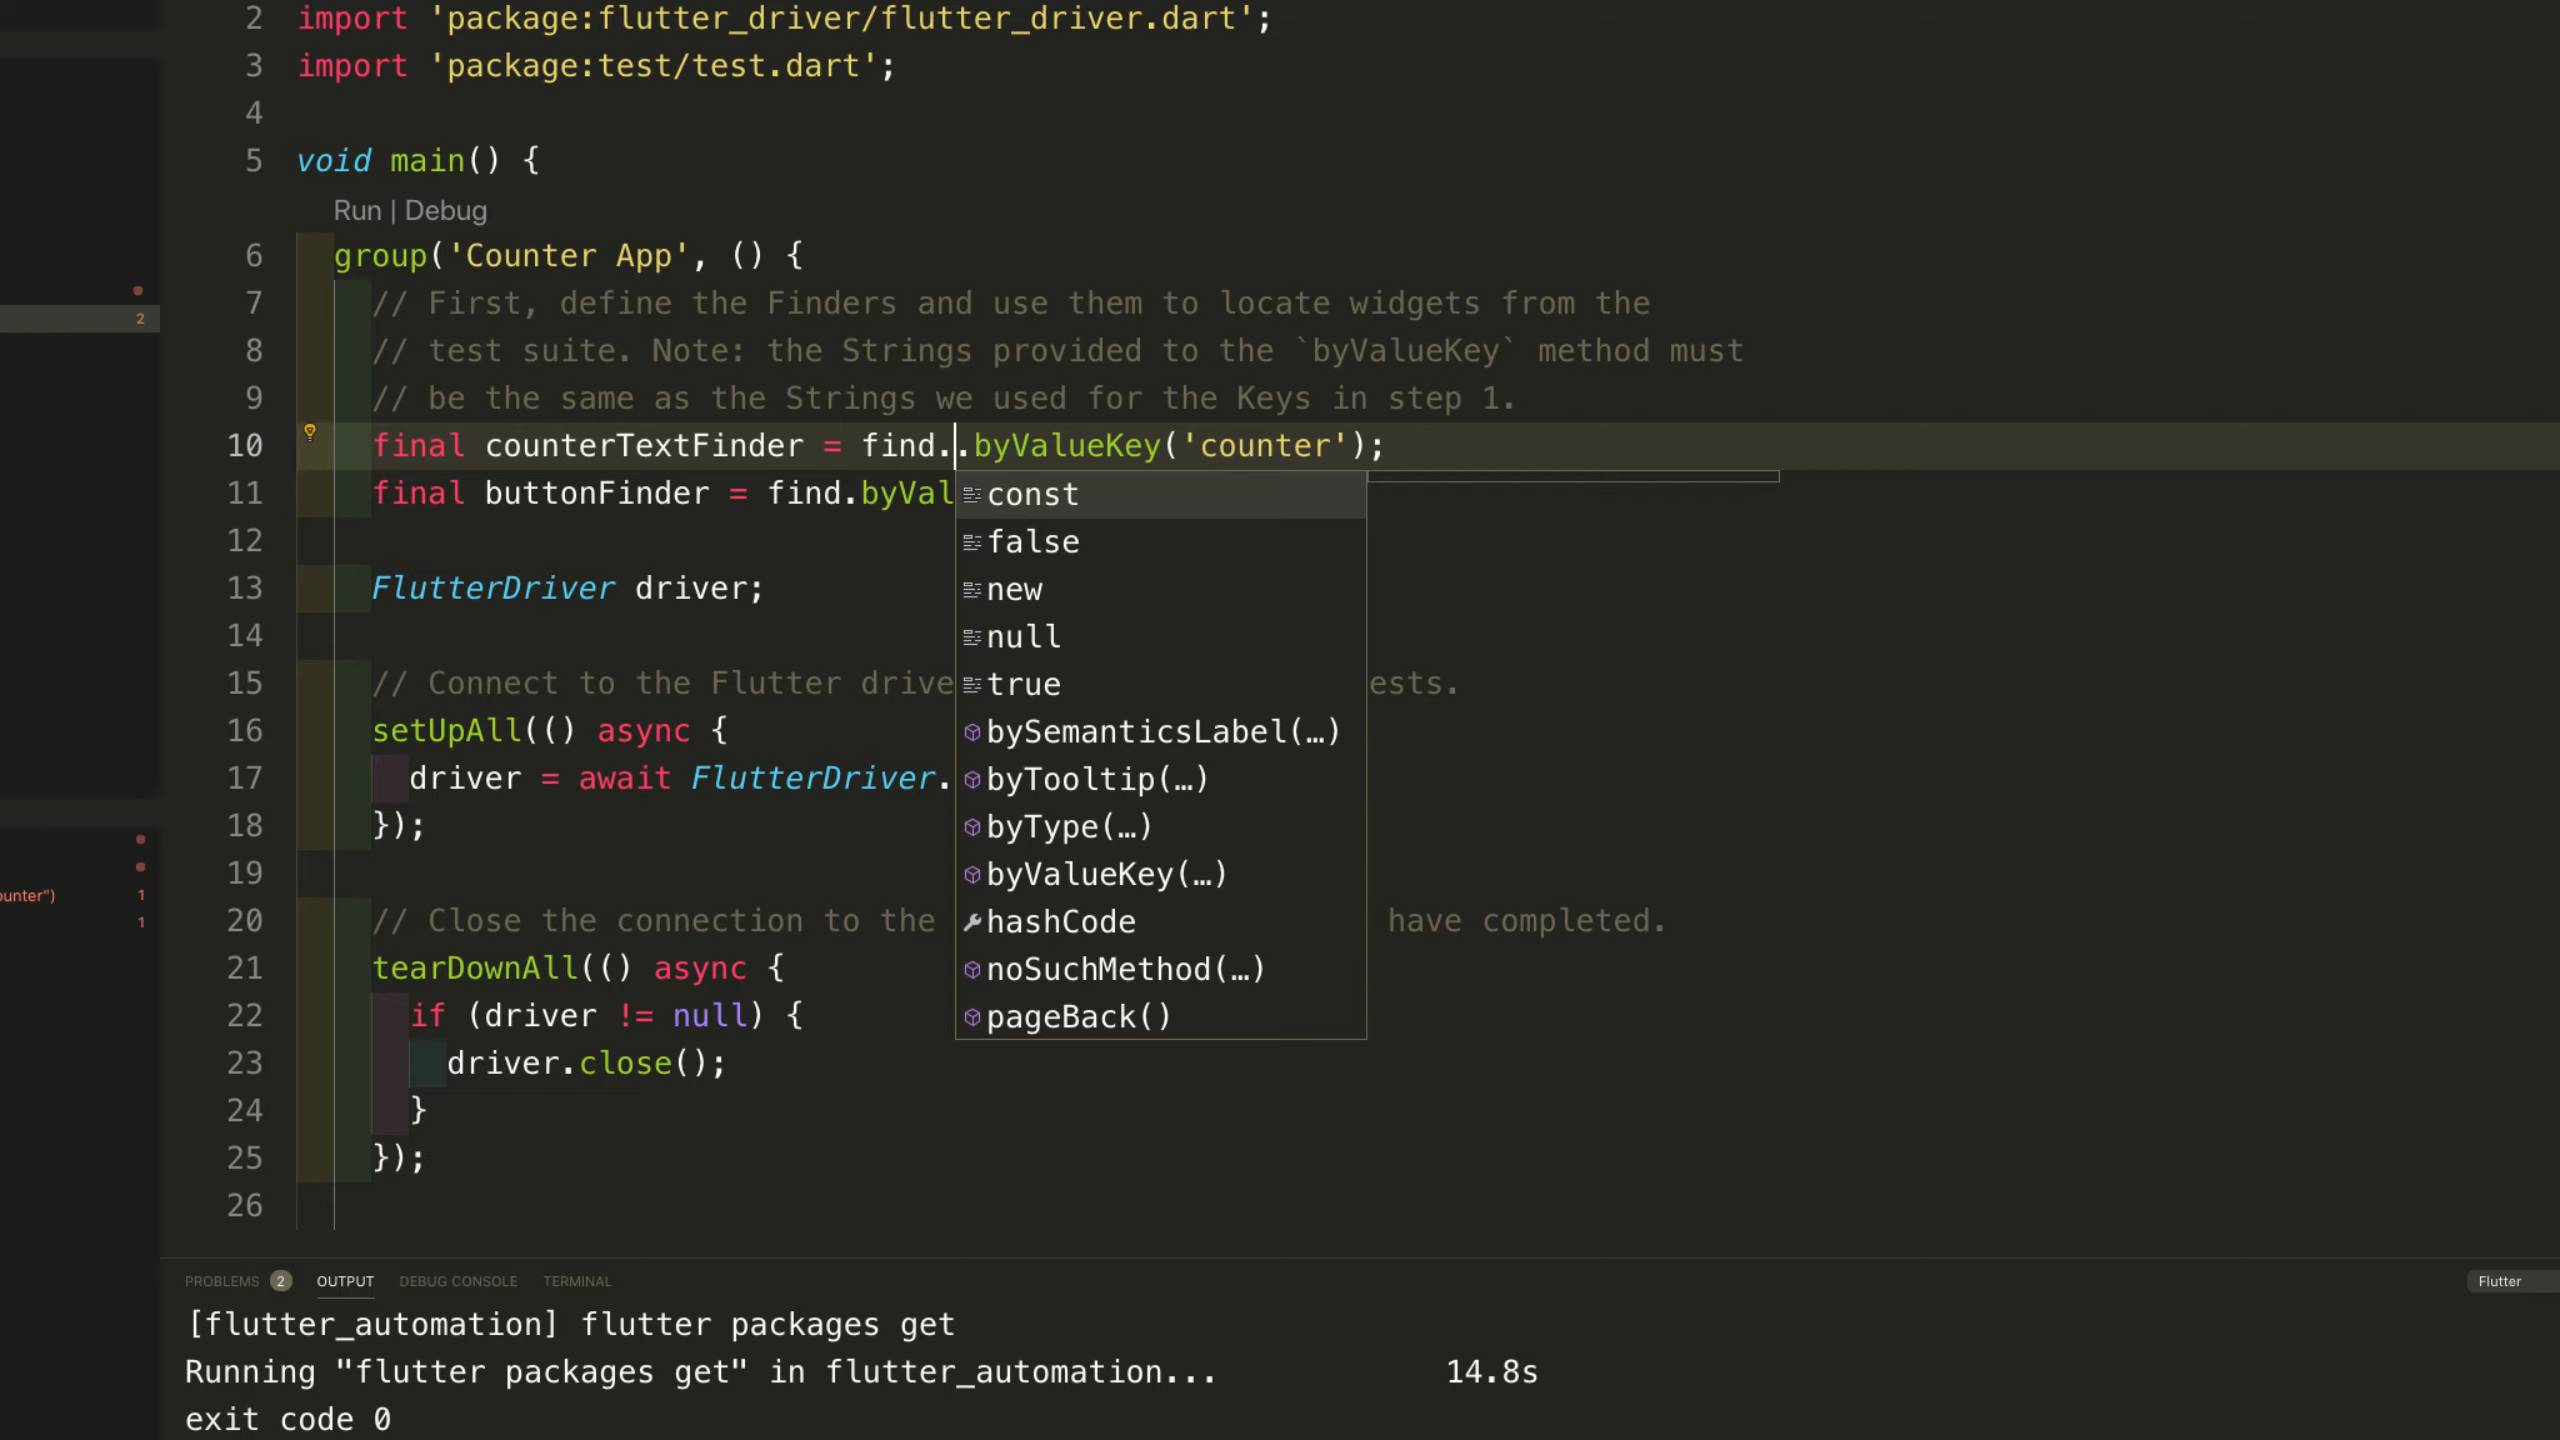 2 import 'package:flutter_driver/flutter_driver.dart';
3 import 'package:test/test.dart';
4
5 void main() {
Run | Debug
6 group('Counter App', () {
7 // First, define the Finders and use them to locate widgets from the
8 // test suite. Note: the Strings provided to the `byValueKey` method must
9 // be the same as the Strings we used for the Keys in step 1.
10 final counterTextFinder = find..byValueKey('counter');
11 final buttonFinder = find.byVal
const
false
new
null
true
bySemanticsLabel(…)
byTooltip(…)
byType(…)
byValueKey(…)
hashCode
noSuchMethod(…)
pageBack()
12
13 FlutterDriver driver;
14
15 // Connect to the Flutter drive ests.
16 setUpAll(() async {
17 driver = await FlutterDriver.
18 });
19
20 // Close the connection to the have completed.
21 tearDownAll(() async {
22 if (driver != null) {
23 driver.close();
24 }
25 });
26
2
ounter") 1
1
PROBLEMS 2 OUTPUT DEBUG CONSOLE TERMINAL Flutter
[flutter_automation] flutter packages get
Running "flutter packages get" in flutter_automation... 14.8s
exit code 0